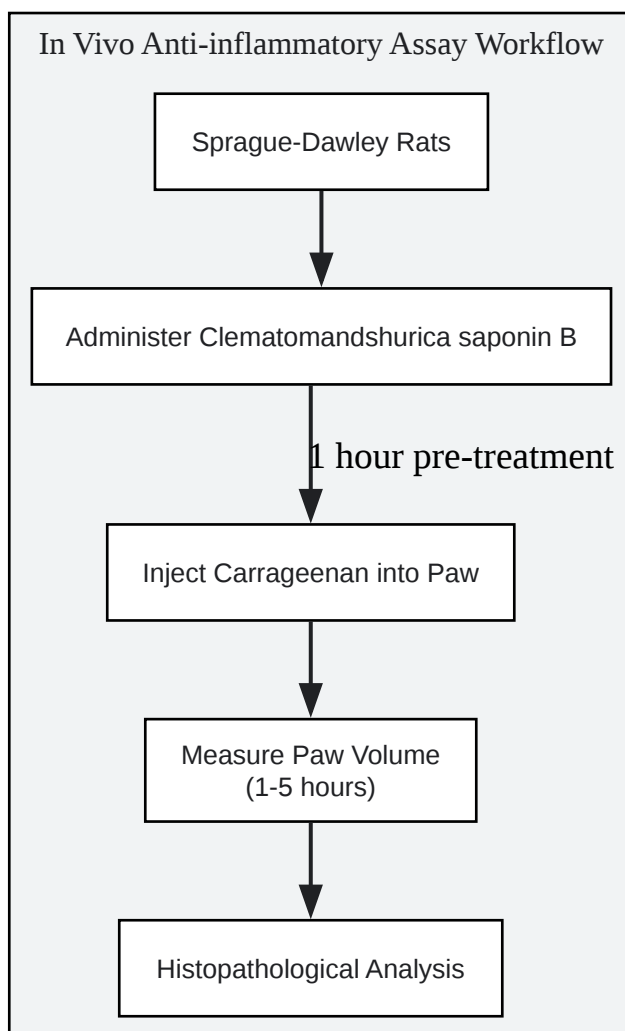 In Vivo Anti-inflammatory Assay Workflow
Sprague-Dawley Rats
Administer Clematomandshurica saponin B
1 hour pre-treatment
Inject Carrageenan into Paw
Measure Paw Volume
(1-5 hours)
Histopathological Analysis